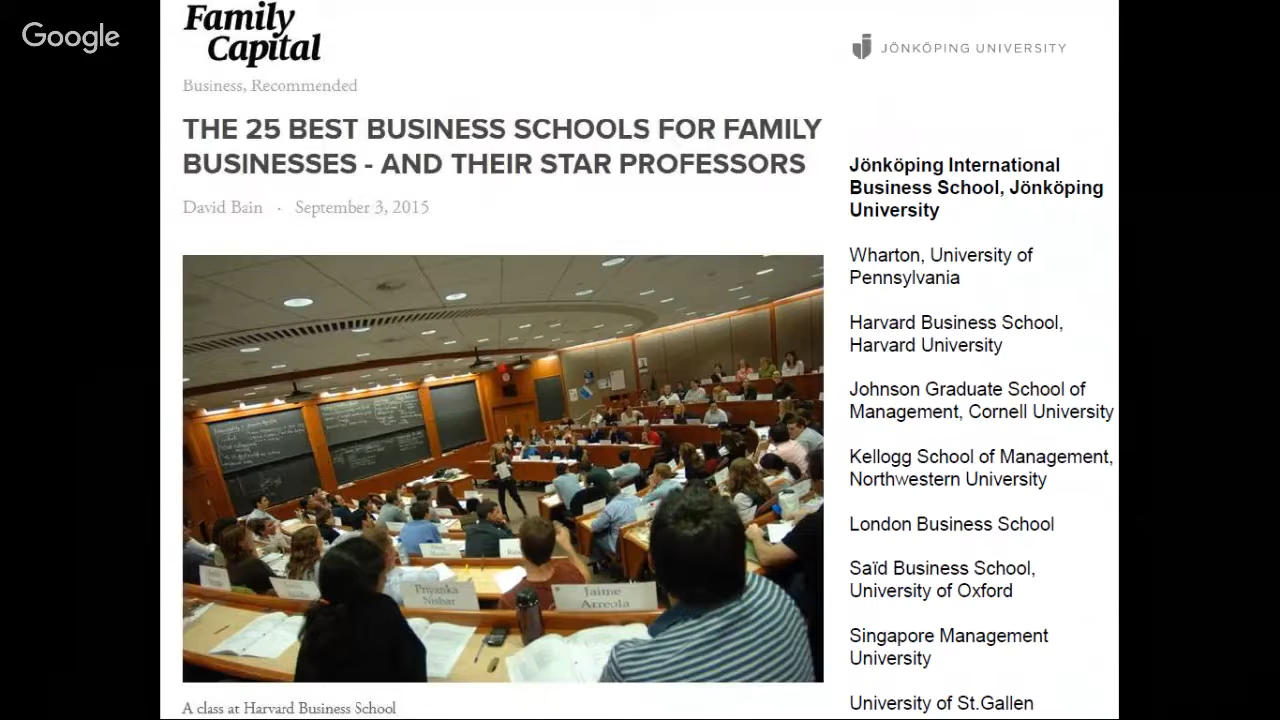 Google
Family
Capital
JÖNKÖPING UNIVERSITY
Business, Recommended
THE 25 BEST BUSINESS SCHOOLS FOR FAMILY
BUSINESSES - AND THEIR STAR PROFESSORS
David Bain · September 3, 2015
Priyanka
Nishar
Jaime
Arreola
A class at Harvard Business School
Jönköping International
Business School, Jönköping
University
Wharton, University of
Pennsylvania
Harvard Business School,
Harvard University
Johnson Graduate School of
Management, Cornell University
Kellogg School of Management,
Northwestern University
London Business School
Saïd Business School,
University of Oxford
Singapore Management
University
University of St.Gallen